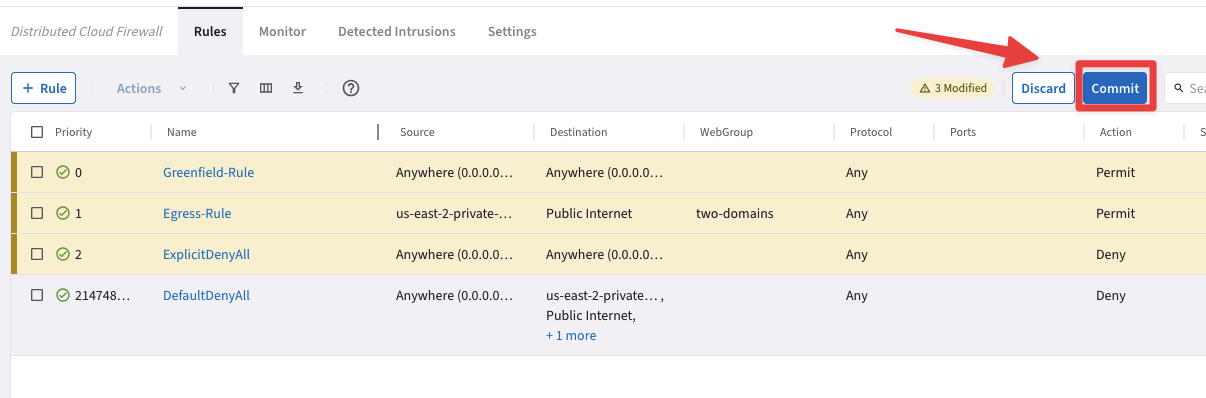 Distributed Cloud Firewall Rules Monitor Detected Intrusions Settings
+ Rule Actions 3 Modified Discard Commit Sea
Priority Name Source Destination WebGroup Protocol Ports Action S
0 Greenfield-Rule Anywhere (0.0.0.0… Anywhere (0.0.0.0… Any Permit
1 Egress-Rule us-east-2-private-… Public Internet two-domains Any Permit
2 ExplicitDenyAll Anywhere (0.0.0.0… Anywhere (0.0.0.0… Any Deny
214748… DefaultDenyAll Anywhere (0.0.0.0… us-east-2-private… , Any Deny
Public Internet,
+ 1 more